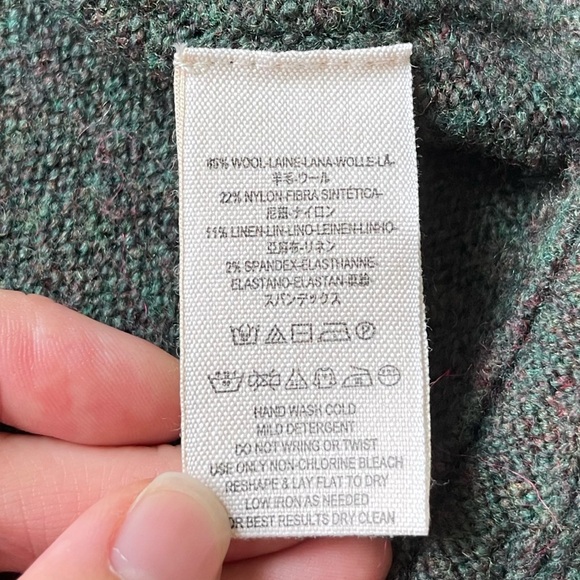 WOOL-LAINE-LANA-WOLLE-LÃ-
羊毛-ウール
22% NYLON-FIBRA SINTÉTICA-
尼龍-ナイロン
11% LINEN-LIN-LINO-LEINEN-LINHO-
亞麻布-リネン
2% SPANDEX-ELASTHANNE-
ELASTANO-ELASTAN-
スパンデックス
HAND WASH COLD
MILD DETERGENT
DO NOT WRING OR TWIST
USE ONLY NON-CHLORINE BLEACH
RESHAPE & LAY FLAT TO DRY
LOW IRON AS NEEDED
OR BEST RESULTS DRY CLEAN